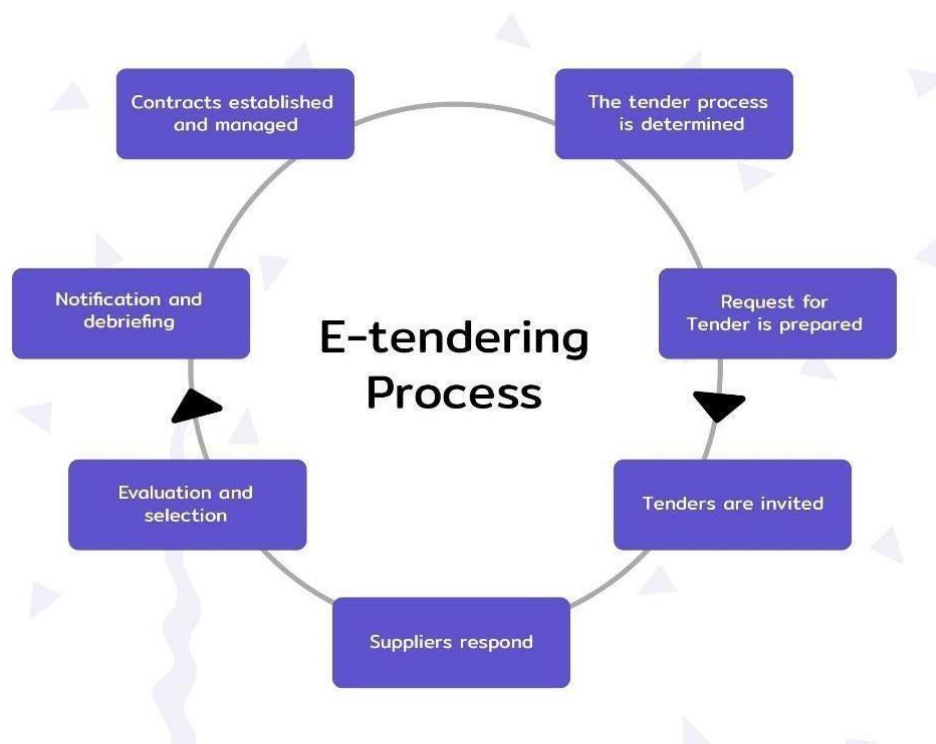 Contracts established
and managed
The tender process
is determined
Notification and
debriefing
Request for
Tender is prepared
E-tendering
Process
Evaluation and
selection
Tenders are invited
Suppliers respond